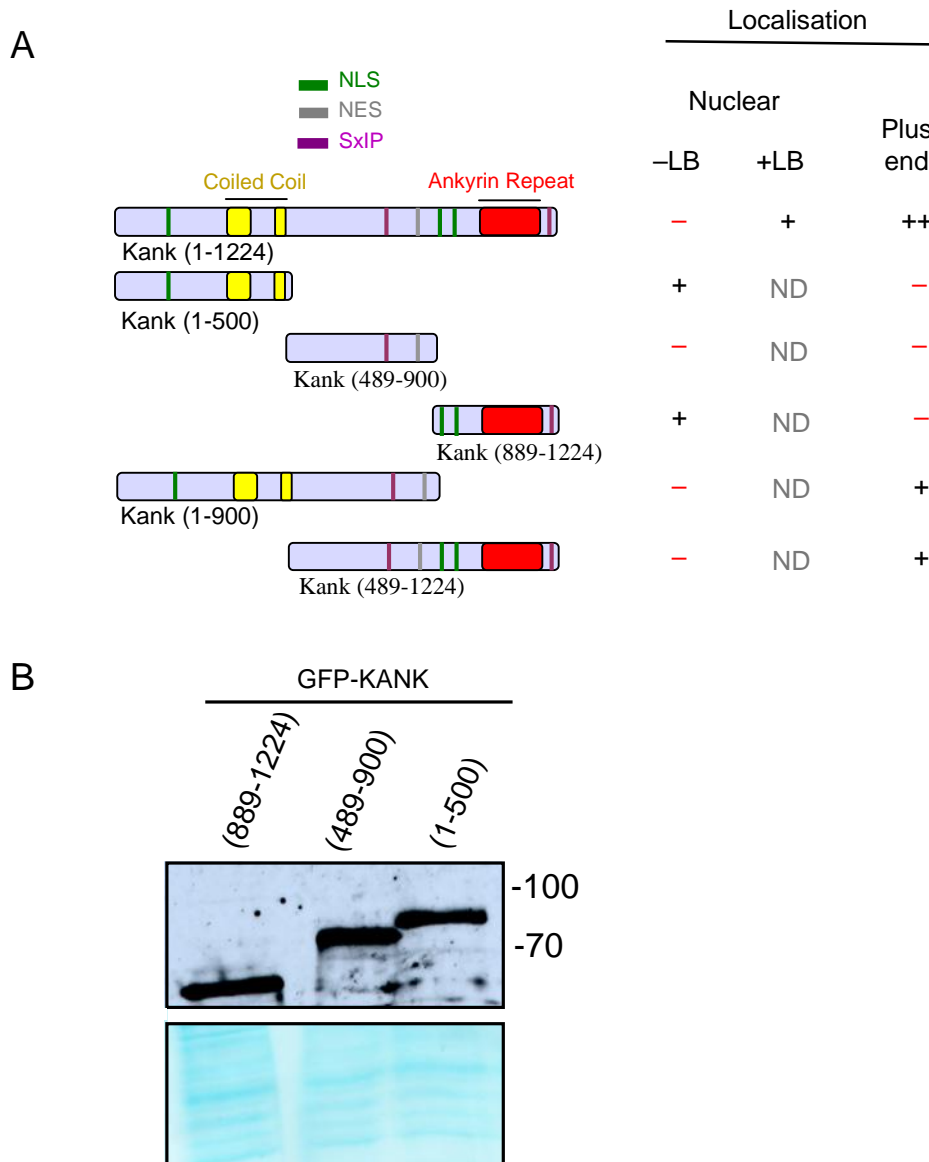 A
Localisation
NLS
NES
SxIP
Nuclear
Plus
end
–LB +LB
Coiled Coil
Ankyrin Repeat
Kank (1-1224)
– + ++
Kank (1-500)
+ ND –
Kank (489-900)
– ND –
Kank (889-1224)
+ ND –
Kank (1-900)
– ND +
Kank (489-1224)
– ND +
B
GFP-KANK
(889-1224)
(489-900)
(1-500)
-100
-70